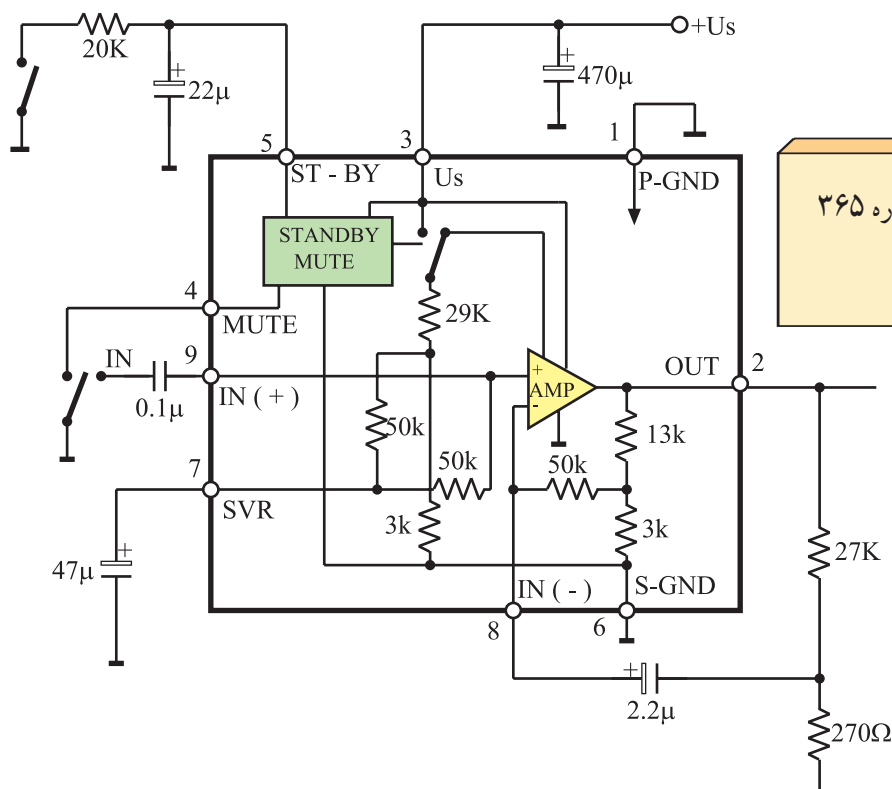 +Us
20K
22μ
470μ
5
3
1
ST - BY
Us
P-GND
ره ۳۶۵
STANDBY
MUTE
4
MUTE
29K
IN
9
OUT
2
0.1μ
IN ( + )
+
AMP
-
50k
13k
50k
50k
7
SVR
3k
3k
27K
47μ
IN ( - )
S-GND
8
6
2.2μ
270Ω